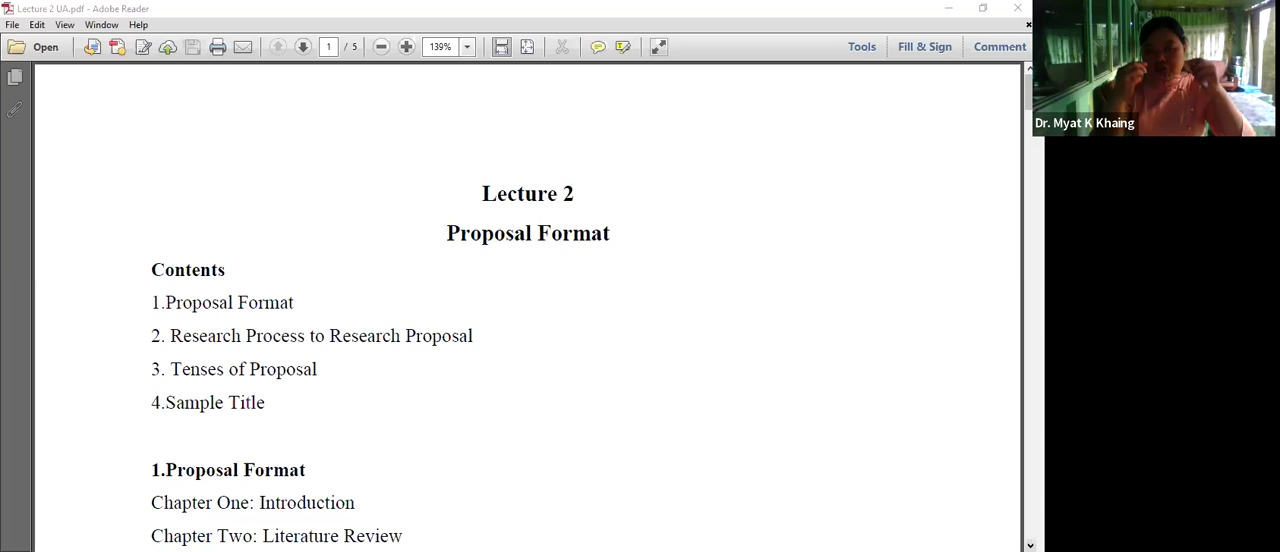 Lecture 2 UA.pdf - Adobe Reader
File Edit View Window Help
Open 1 / 5 139% Tools Fill & Sign Comment
Dr. Myat K Khaing
Lecture 2
Proposal Format
Contents
1.Proposal Format
2. Research Process to Research Proposal
3. Tenses of Proposal
4.Sample Title
1.Proposal Format
Chapter One: Introduction
Chapter Two: Literature Review